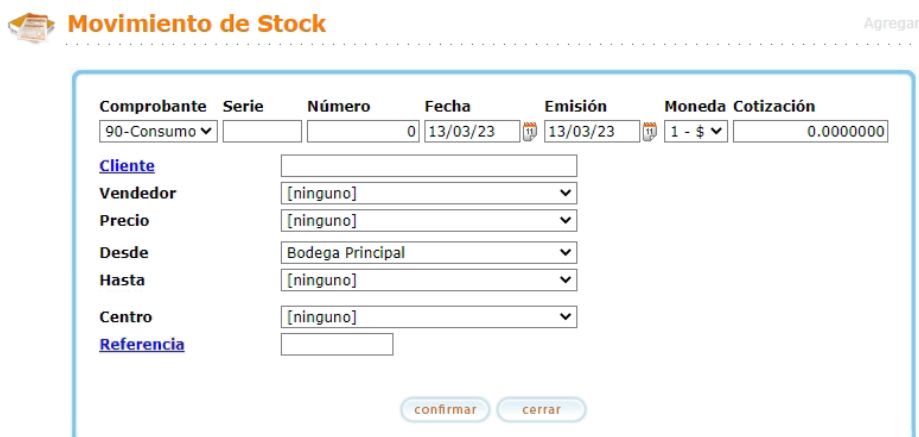 Movimiento de Stock
Agregar
Comprobante Serie Número Fecha Emisión Moneda Cotización
90-Consumo 0 13/03/23 13/03/23 1 - $ 0.0000000
Cliente
Vendedor [ninguno]
Precio [ninguno]
Desde Bodega Principal
Hasta [ninguno]
Centro [ninguno]
Referencia
confirmar cerrar